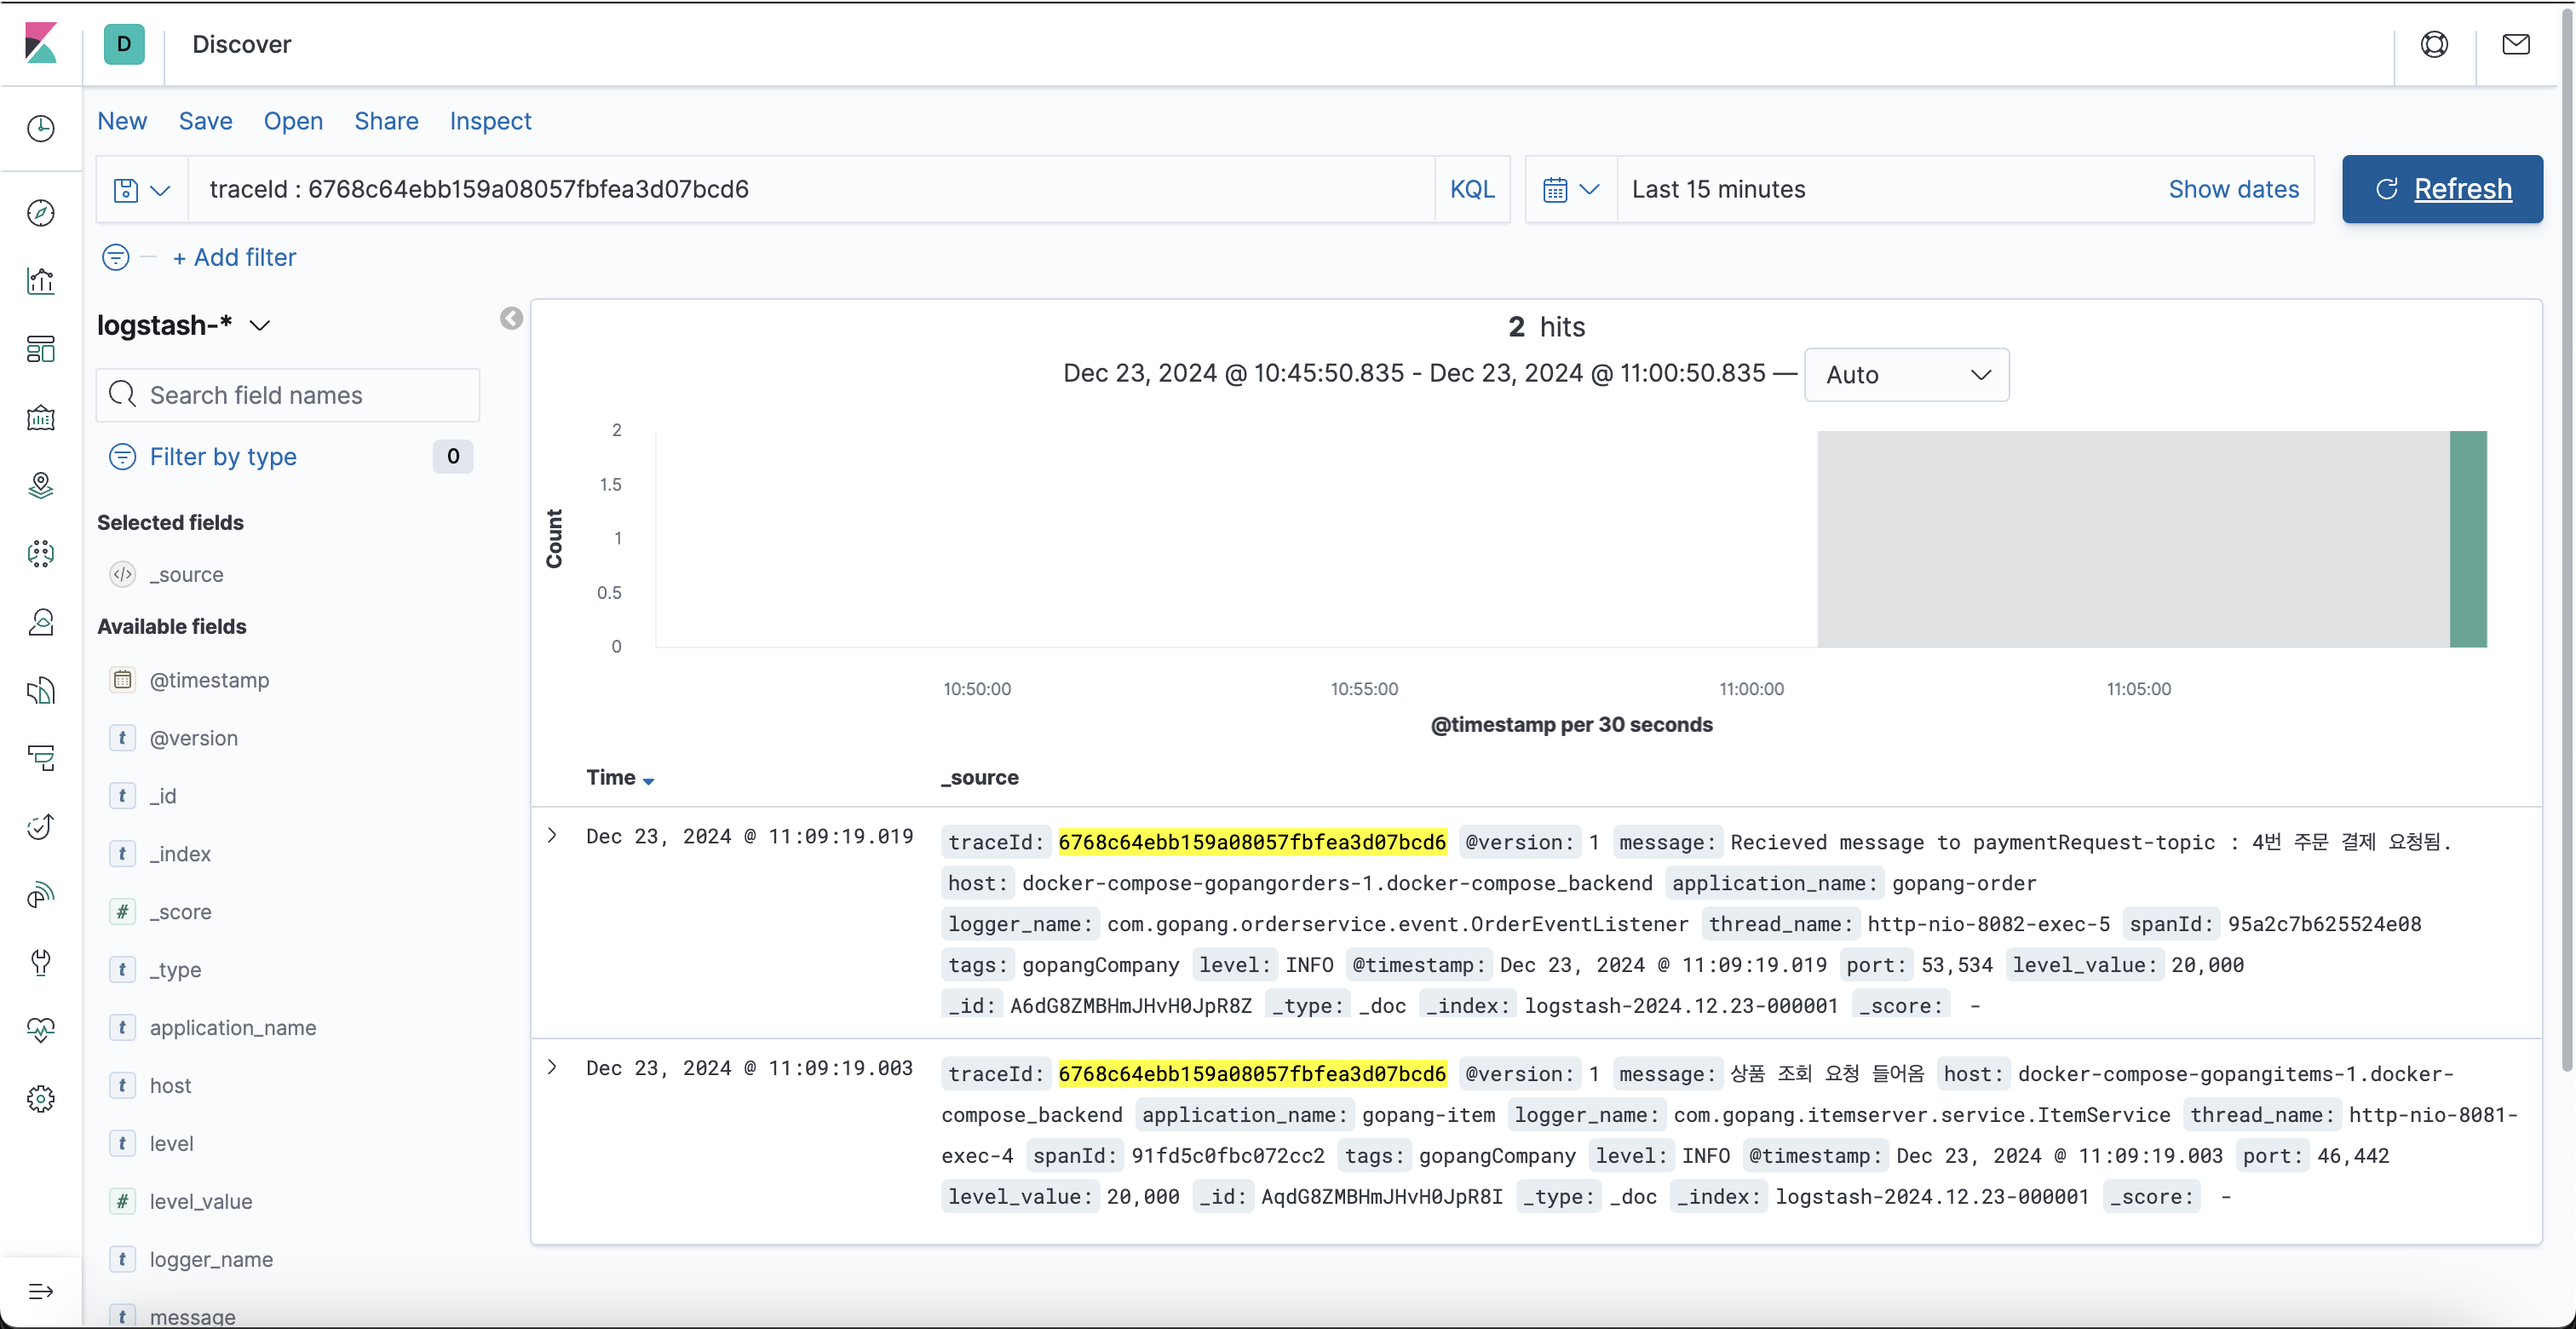 D Discover
New Save Open Share Inspect
traceId : 6768c64ebb159a08057fbfea3d07bcd6 KQL Last 15 minutes Show dates Refresh
+ Add filter
logstash-*
Search field names
Filter by type 0
Selected fields
_source
Available fields
@timestamp
t @version
t _id
t _index
# _score
t _type
t application_name
t host
t level
# level_value
t logger_name
t message
2 hits
Dec 23, 2024 @ 10:45:50.835 - Dec 23, 2024 @ 11:00:50.835 — Auto
2
1.5
1
0.5
0
Count
10:50:00 10:55:00 11:00:00 11:05:00
@timestamp per 30 seconds
Time _source
Dec 23, 2024 @ 11:09:19.019 traceId: 6768c64ebb159a08057fbfea3d07bcd6 @version: 1 message: Recieved message to paymentRequest-topic : 4번 주문 결제 요청됨.
host: docker-compose-gopangorders-1.docker-compose_backend application_name: gopang-order
logger_name: com.gopang.orderservice.event.OrderEventListener thread_name: http-nio-8082-exec-5 spanId: 95a2c7b625524e08
tags: gopangCompany level: INFO @timestamp: Dec 23, 2024 @ 11:09:19.019 port: 53,534 level_value: 20,000
_id: A6dG8ZMBHmJHvH0JpR8Z _type: _doc _index: logstash-2024.12.23-000001 _score: -
Dec 23, 2024 @ 11:09:19.003 traceId: 6768c64ebb159a08057fbfea3d07bcd6 @version: 1 message: 상품 조회 요청 들어옴 host: docker-compose-gopangitems-1.docker-
compose_backend application_name: gopang-item logger_name: com.gopang.itemserver.service.ItemService thread_name: http-nio-8081-
exec-4 spanId: 91fd5c0fbc072cc2 tags: gopangCompany level: INFO @timestamp: Dec 23, 2024 @ 11:09:19.003 port: 46,442
level_value: 20,000 _id: AqdG8ZMBHmJHvH0JpR8I _type: _doc _index: logstash-2024.12.23-000001 _score: -